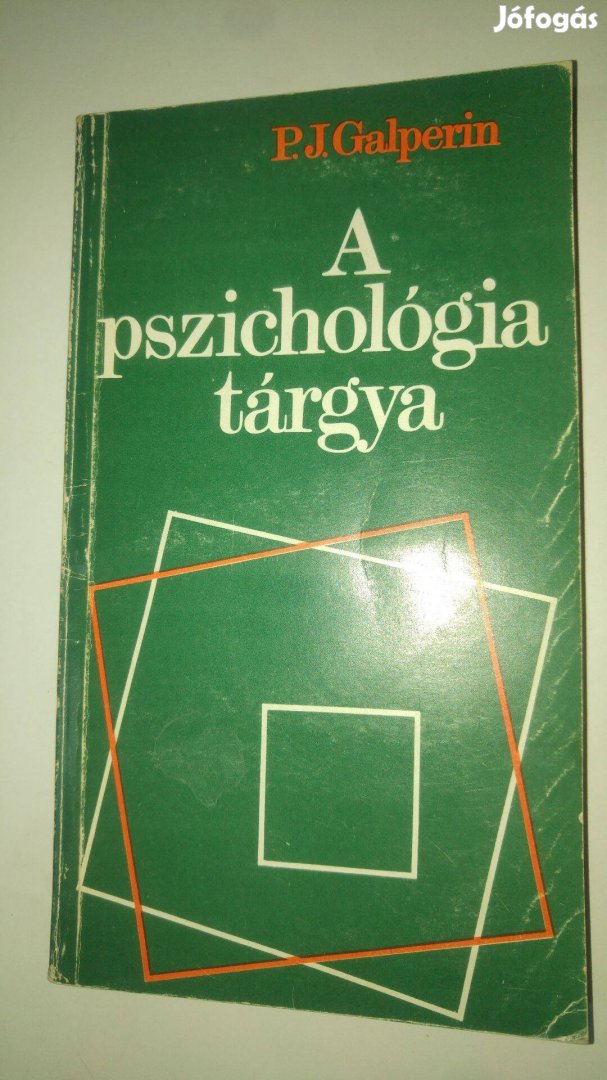 Jófogás
P.J.Galperin
A
pszichológia
tárgya